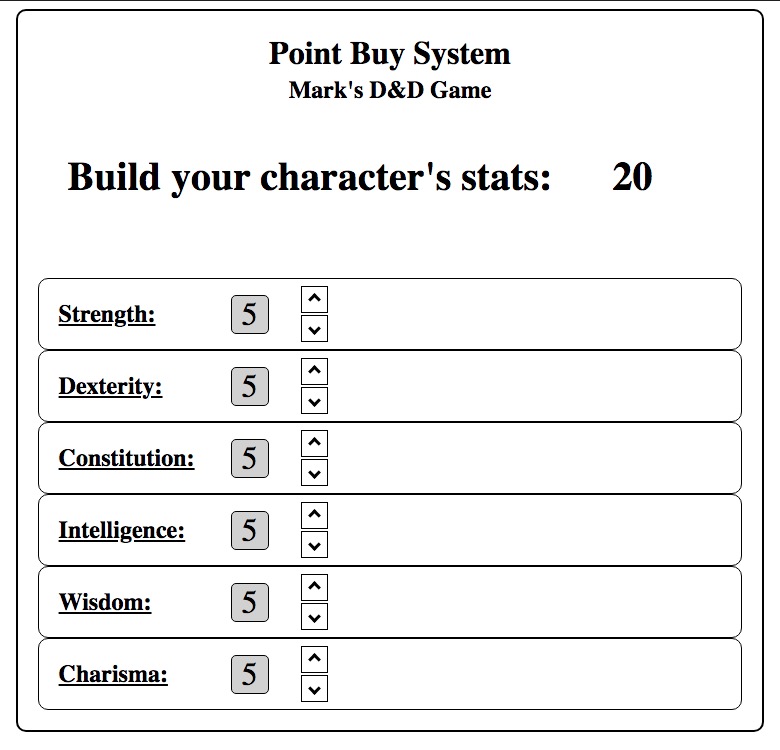 Point Buy System
Mark's D&D Game
Build your character's stats: 20
Strength: 5
Dexterity: 5
Constitution: 5
Intelligence: 5
Wisdom: 5
Charisma: 5